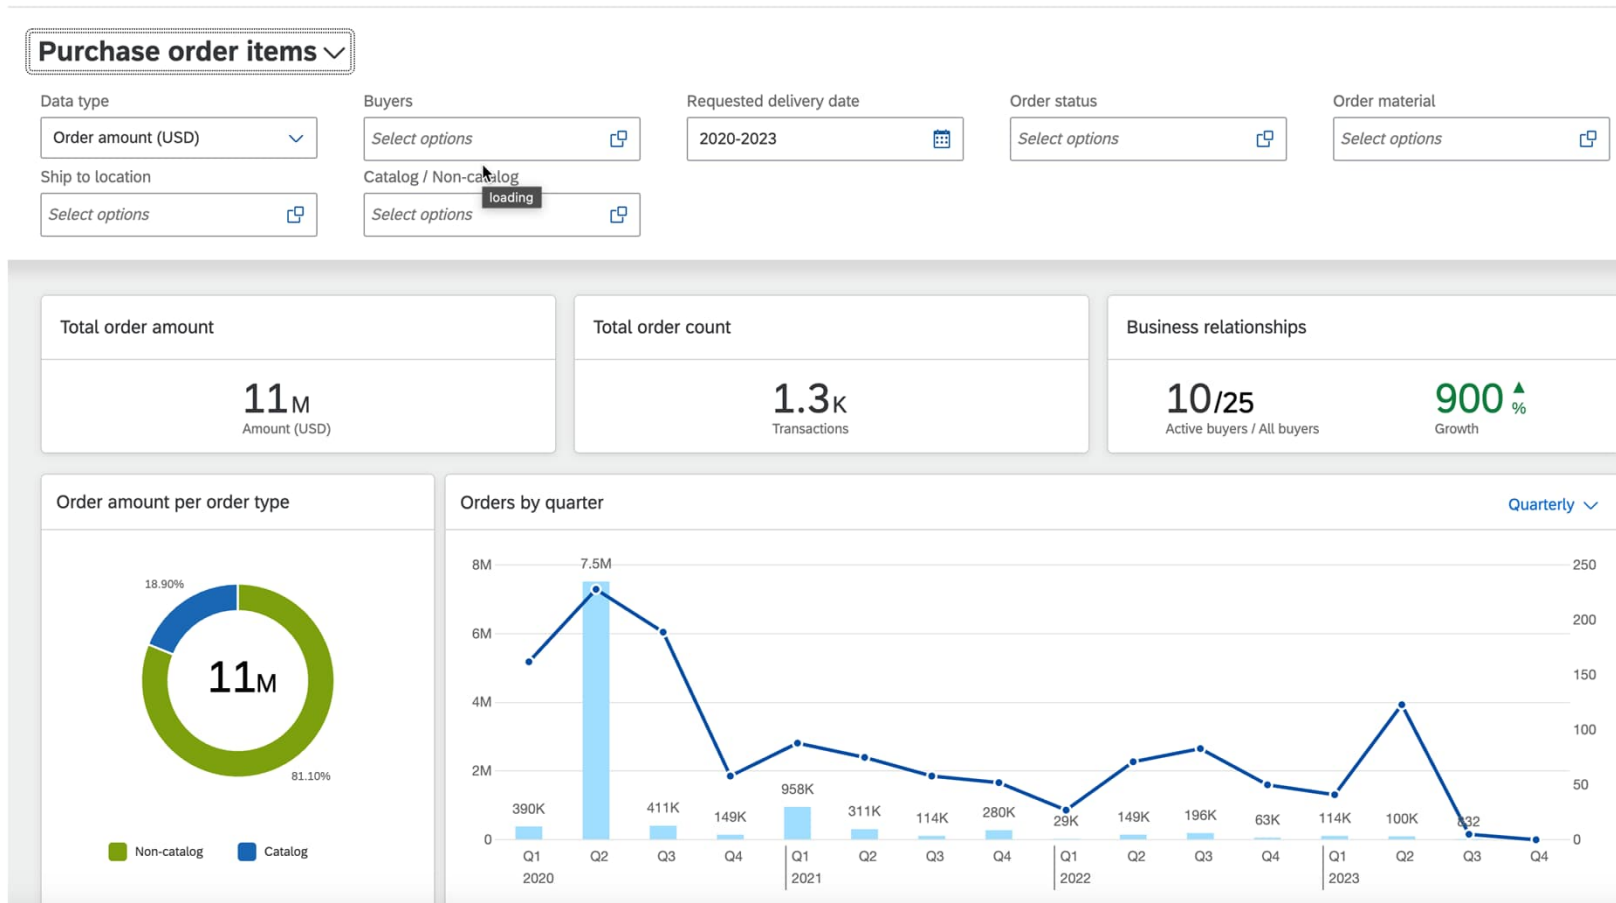 Purchase order items
Data type
Buyers
Requested delivery date
Order status
Order material
Order amount (USD)
Select options
2020-2023
Select options
Select options
Ship to location
Catalog / Non-catalog
loading
Select options
Select options
Total order amount
Total order count
Business relationships
11M
Amount (USD)
1.3K
Transactions
10/25
Active buyers / All buyers
900 %
Growth
Order amount per order type
18.90%
11M
81.10%
Non-catalog
Catalog
Orders by quarter
Quarterly
8M
6M
4M
2M
0
250
200
150
100
50
0
390K
7.5M
411K
149K
958K
311K
114K
280K
29K
149K
196K
63K
114K
100K
832
Q1 Q2 Q3 Q4 Q1 Q2 Q3 Q4 Q1 Q2 Q3 Q4 Q1 Q2 Q3 Q4
2020 2021 2022 2023